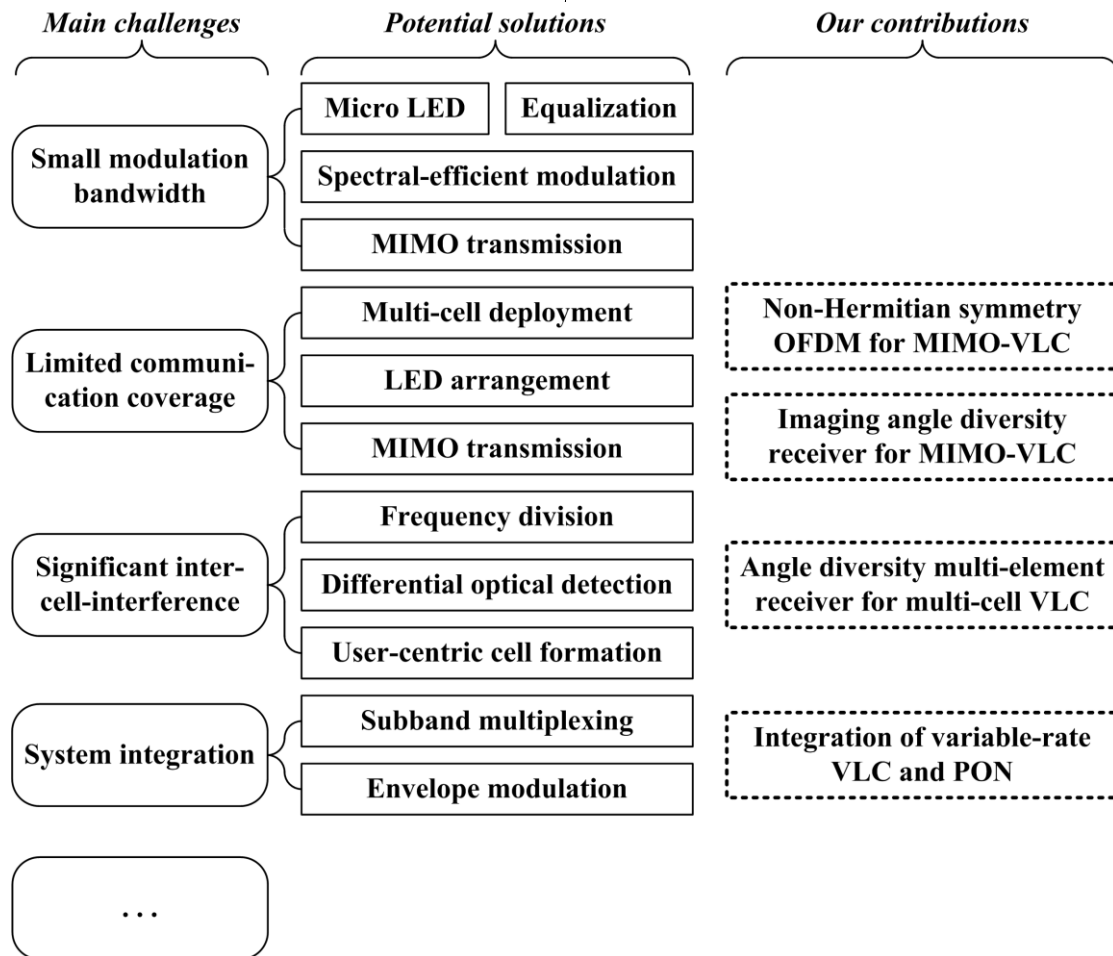 Main challenges
Potential solutions
Our contributions
Micro LED
Equalization
Small modulation
bandwidth
Spectral-efficient modulation
MIMO transmission
Multi-cell deployment
Limited communi-
cation coverage
LED arrangement
MIMO transmission
Non-Hermitian symmetry
OFDM for MIMO-VLC
Imaging angle diversity
receiver for MIMO-VLC
Frequency division
Significant inter-
cell-interference
Differential optical detection
User-centric cell formation
Angle diversity multi-element
receiver for multi-cell VLC
System integration
Subband multiplexing
Envelope modulation
Integration of variable-rate
VLC and PON
...